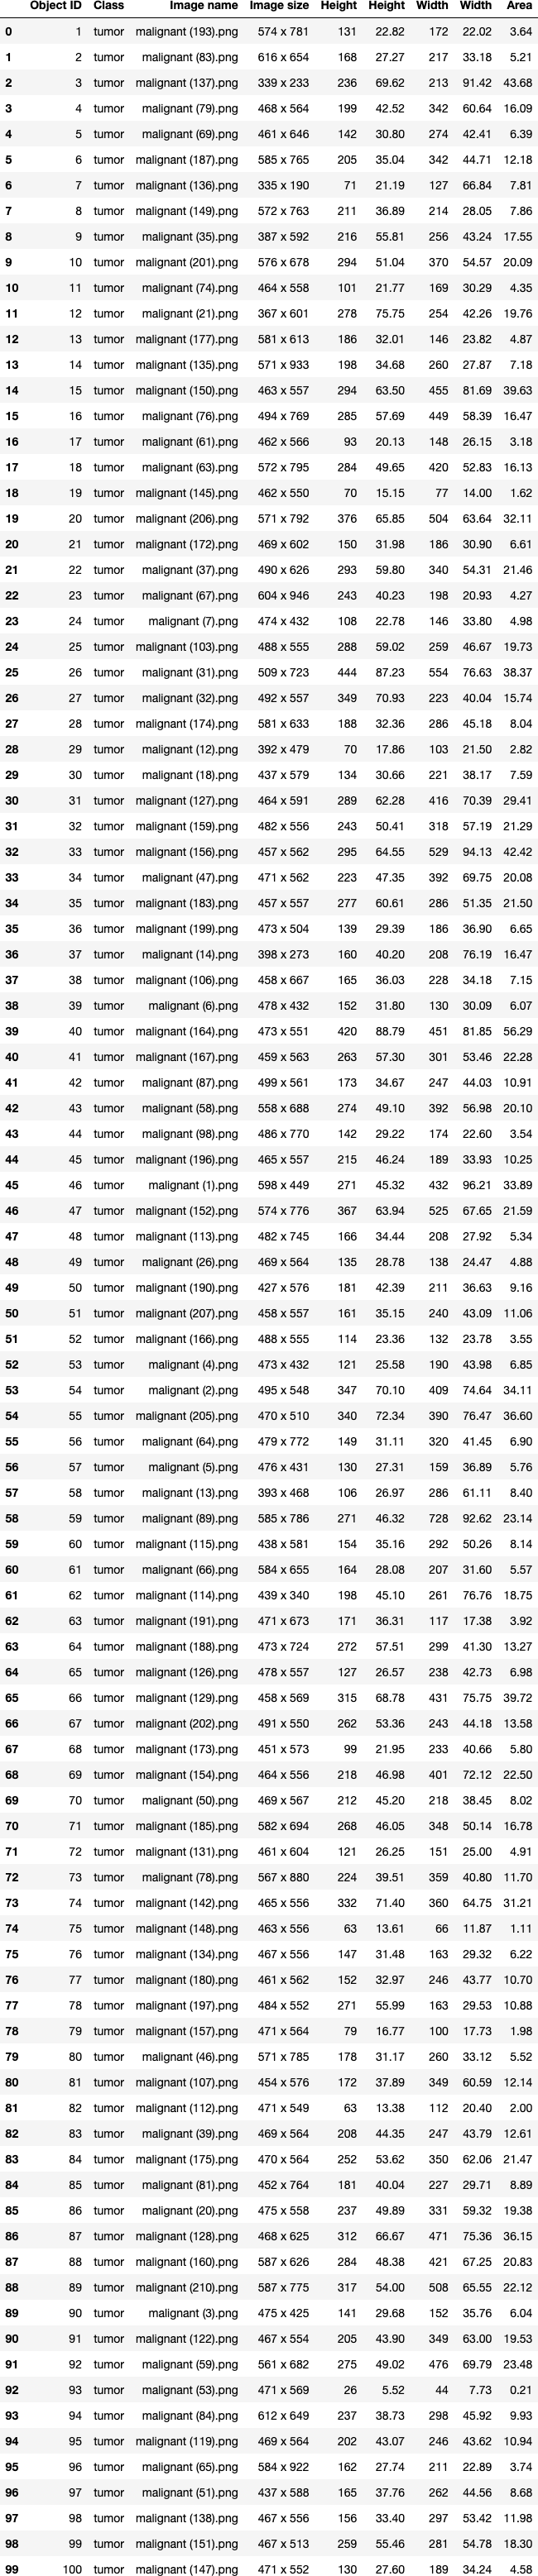 Object ID Class Image name Image size Height Height Width Width Area
0 1 tumor malignant (193).png 574 x 781 131 22.82 172 22.02 3.64
1 2 tumor malignant (83).png 616 x 654 168 27.27 217 33.18 5.21
2 3 tumor malignant (137).png 339 x 233 236 69.62 213 91.42 43.68
3 4 tumor malignant (79).png 468 x 564 199 42.52 342 60.64 16.09
4 5 tumor malignant (69).png 461 x 646 142 30.80 274 42.41 6.39
5 6 tumor malignant (187).png 585 x 765 205 35.04 342 44.71 12.18
6 7 tumor malignant (136).png 335 x 190 71 21.19 127 66.84 7.81
7 8 tumor malignant (149).png 572 x 763 211 36.89 214 28.05 7.86
8 9 tumor malignant (35).png 387 x 592 216 55.81 256 43.24 17.55
9 10 tumor malignant (201).png 576 x 678 294 51.04 370 54.57 20.09
10 11 tumor malignant (74).png 464 x 558 101 21.77 169 30.29 4.35
11 12 tumor malignant (21).png 367 x 601 278 75.75 254 42.26 19.76
12 13 tumor malignant (177).png 581 x 613 186 32.01 146 23.82 4.87
13 14 tumor malignant (135).png 571 x 933 198 34.68 260 27.87 7.18
14 15 tumor malignant (150).png 463 x 557 294 63.50 455 81.69 39.63
15 16 tumor malignant (76).png 494 x 769 285 57.69 449 58.39 16.47
16 17 tumor malignant (61).png 462 x 566 93 20.13 148 26.15 3.18
17 18 tumor malignant (63).png 572 x 795 284 49.65 420 52.83 16.13
18 19 tumor malignant (145).png 462 x 550 70 15.15 77 14.00 1.62
19 20 tumor malignant (206).png 571 x 792 376 65.85 504 63.64 32.11
20 21 tumor malignant (172).png 469 x 602 150 31.98 186 30.90 6.61
21 22 tumor malignant (37).png 490 x 626 293 59.80 340 54.31 21.46
22 23 tumor malignant (67).png 604 x 946 243 40.23 198 20.93 4.27
23 24 tumor malignant (7).png 474 x 432 108 22.78 146 33.80 4.98
24 25 tumor malignant (103).png 488 x 555 288 59.02 259 46.67 19.73
25 26 tumor malignant (31).png 509 x 723 444 87.23 554 76.63 38.37
26 27 tumor malignant (32).png 492 x 557 349 70.93 223 40.04 15.74
27 28 tumor malignant (174).png 581 x 633 188 32.36 286 45.18 8.04
28 29 tumor malignant (12).png 392 x 479 70 17.86 103 21.50 2.82
29 30 tumor malignant (18).png 437 x 579 134 30.66 221 38.17 7.59
30 31 tumor malignant (127).png 464 x 591 289 62.28 416 70.39 29.41
31 32 tumor malignant (159).png 482 x 556 243 50.41 318 57.19 21.29
32 33 tumor malignant (156).png 457 x 562 295 64.55 529 94.13 42.42
33 34 tumor malignant (47).png 471 x 562 223 47.35 392 69.75 20.08
34 35 tumor malignant (183).png 457 x 557 277 60.61 286 51.35 21.50
35 36 tumor malignant (199).png 473 x 504 139 29.39 186 36.90 6.65
36 37 tumor malignant (14).png 398 x 273 160 40.20 208 76.19 16.47
37 38 tumor malignant (106).png 458 x 667 165 36.03 228 34.18 7.15
38 39 tumor malignant (6).png 478 x 432 152 31.80 130 30.09 6.07
39 40 tumor malignant (164).png 473 x 551 420 88.79 451 81.85 56.29
40 41 tumor malignant (167).png 459 x 563 263 57.30 301 53.46 22.28
41 42 tumor malignant (87).png 499 x 561 173 34.67 247 44.03 10.91
42 43 tumor malignant (58).png 558 x 688 274 49.10 392 56.98 20.10
43 44 tumor malignant (98).png 486 x 770 142 29.22 174 22.60 3.54
44 45 tumor malignant (196).png 465 x 557 215 46.24 189 33.93 10.25
45 46 tumor malignant (1).png 598 x 449 271 45.32 432 96.21 33.89
46 47 tumor malignant (152).png 574 x 776 367 63.94 525 67.65 21.59
47 48 tumor malignant (113).png 482 x 745 166 34.44 208 27.92 5.34
48 49 tumor malignant (26).png 469 x 564 135 28.78 138 24.47 4.88
49 50 tumor malignant (190).png 427 x 576 181 42.39 211 36.63 9.16
50 51 tumor malignant (207).png 458 x 557 161 35.15 240 43.09 11.06
51 52 tumor malignant (166).png 488 x 555 114 23.36 132 23.78 3.55
52 53 tumor malignant (4).png 473 x 432 121 25.58 190 43.98 6.85
53 54 tumor malignant (2).png 495 x 548 347 70.10 409 74.64 34.11
54 55 tumor malignant (205).png 470 x 510 340 72.34 390 76.47 36.60
55 56 tumor malignant (64).png 479 x 772 149 31.11 320 41.45 6.90
56 57 tumor malignant (5).png 476 x 431 130 27.31 159 36.89 5.76
57 58 tumor malignant (13).png 393 x 468 106 26.97 286 61.11 8.40
58 59 tumor malignant (89).png 585 x 786 271 46.32 728 92.62 23.14
59 60 tumor malignant (115).png 438 x 581 154 35.16 292 50.26 8.14
60 61 tumor malignant (66).png 584 x 655 164 28.08 207 31.60 5.57
61 62 tumor malignant (114).png 439 x 340 198 45.10 261 76.76 18.75
62 63 tumor malignant (191).png 471 x 673 171 36.31 117 17.38 3.92
63 64 tumor malignant (188).png 473 x 724 272 57.51 299 41.30 13.27
64 65 tumor malignant (126).png 478 x 557 127 26.57 238 42.73 6.98
65 66 tumor malignant (129).png 458 x 569 315 68.78 431 75.75 39.72
66 67 tumor malignant (202).png 491 x 550 262 53.36 243 44.18 13.58
67 68 tumor malignant (173).png 451 x 573 99 21.95 233 40.66 5.80
68 69 tumor malignant (154).png 464 x 556 218 46.98 401 72.12 22.50
69 70 tumor malignant (50).png 469 x 567 212 45.20 218 38.45 8.02
70 71 tumor malignant (185).png 582 x 694 268 46.05 348 50.14 16.78
71 72 tumor malignant (131).png 461 x 604 121 26.25 151 25.00 4.91
72 73 tumor malignant (78).png 567 x 880 224 39.51 359 40.80 11.70
73 74 tumor malignant (142).png 465 x 556 332 71.40 360 64.75 31.21
74 75 tumor malignant (148).png 463 x 556 63 13.61 66 11.87 1.11
75 76 tumor malignant (134).png 467 x 556 147 31.48 163 29.32 6.22
76 77 tumor malignant (180).png 461 x 562 152 32.97 246 43.77 10.70
77 78 tumor malignant (197).png 484 x 552 271 55.99 163 29.53 10.88
78 79 tumor malignant (157).png 471 x 564 79 16.77 100 17.73 1.98
79 80 tumor malignant (46).png 571 x 785 178 31.17 260 33.12 5.52
80 81 tumor malignant (107).png 454 x 576 172 37.89 349 60.59 12.14
81 82 tumor malignant (112).png 471 x 549 63 13.38 112 20.40 2.00
82 83 tumor malignant (39).png 469 x 564 208 44.35 247 43.79 12.61
83 84 tumor malignant (175).png 470 x 564 252 53.62 350 62.06 21.47
84 85 tumor malignant (81).png 452 x 764 181 40.04 227 29.71 8.89
85 86 tumor malignant (20).png 475 x 558 237 49.89 331 59.32 19.38
86 87 tumor malignant (128).png 468 x 625 312 66.67 471 75.36 36.15
87 88 tumor malignant (160).png 587 x 626 284 48.38 421 67.25 20.83
88 89 tumor malignant (210).png 587 x 775 317 54.00 508 65.55 22.12
89 90 tumor malignant (3).png 475 x 425 141 29.68 152 35.76 6.04
90 91 tumor malignant (122).png 467 x 554 205 43.90 349 63.00 19.53
91 92 tumor malignant (59).png 561 x 682 275 49.02 476 69.79 23.48
92 93 tumor malignant (53).png 471 x 569 26 5.52 44 7.73 0.21
93 94 tumor malignant (84).png 612 x 649 237 38.73 298 45.92 9.93
94 95 tumor malignant (119).png 469 x 564 202 43.07 246 43.62 10.94
95 96 tumor malignant (65).png 584 x 922 162 27.74 211 22.89 3.74
96 97 tumor malignant (51).png 437 x 588 165 37.76 262 44.56 8.68
97 98 tumor malignant (138).png 467 x 556 156 33.40 297 53.42 11.98
98 99 tumor malignant (151).png 467 x 513 259 55.46 281 54.78 18.30
99 100 tumor malignant (147).png 471 x 552 130 27.60 189 34.24 4.58